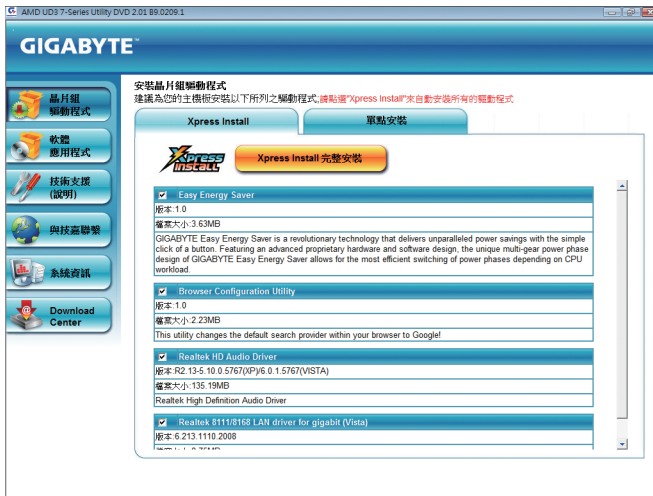 AMD UD3 7-Series Utility DVD 2.01 B9.0209.1
GIGABYTE™
晶片組
驅動程式
軟體
應用程式
技術支援
(說明)
與技嘉聯繫
系統資訊
Download
Center
安裝晶片組驅動程式
建議為您的主機板安裝以下所列之驅動程式;請點選"Xpress Install"來自動安裝所有的驅動程式
Xpress Install
單點安裝
Xpress
INSTALL
Xpress Install 完整安裝
Easy Energy Saver
版本:1.0
檔案大小:3.63MB
GIGABYTE Easy Energy Saver is a revolutionary technology that delivers unparalleled power savings with the simple
click of a button. Featuring an advanced proprietary hardware and software design, the unique multi-gear power phase
design of GIGABYTE Easy Energy Saver allows for the most efficient switching of power phases depending on CPU
workload.
Browser Configuration Utility
版本:1.0
檔案大小:2.23MB
This utility changes the default search provider within your browser to Google!
Realtek HD Audio Driver
版本:R2.13-5.10.0.5767(XP)/6.0.1.5767(VISTA)
檔案大小:135.19MB
Realtek High Definition Audio Driver
Realtek 8111/8168 LAN driver for gigabit (Vista)
版本:6.213.1110.2008